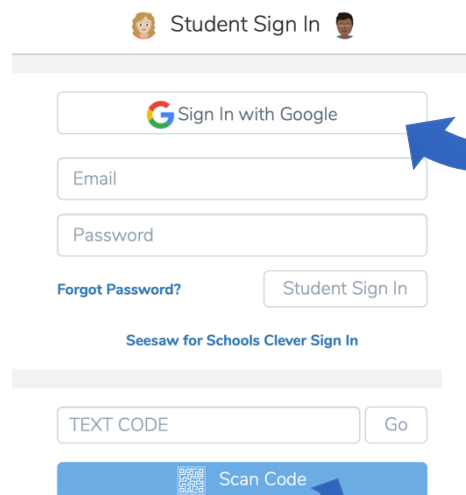 Student Sign In
Sign In with Google
Email
Password
Forgot Password?
Student Sign In
Seesaw for Schools Clever Sign In
TEXT CODE
Go
Scan Code